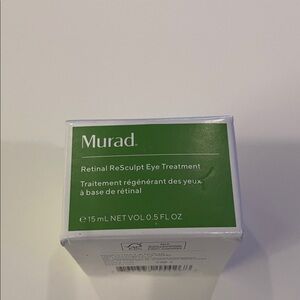 Murad.
Retinal ReSculpt Eye Treatment
Traitement régénérant des yeux
à base de rétinal
℮ 15 mL NET VOL 0.5 FL OZ